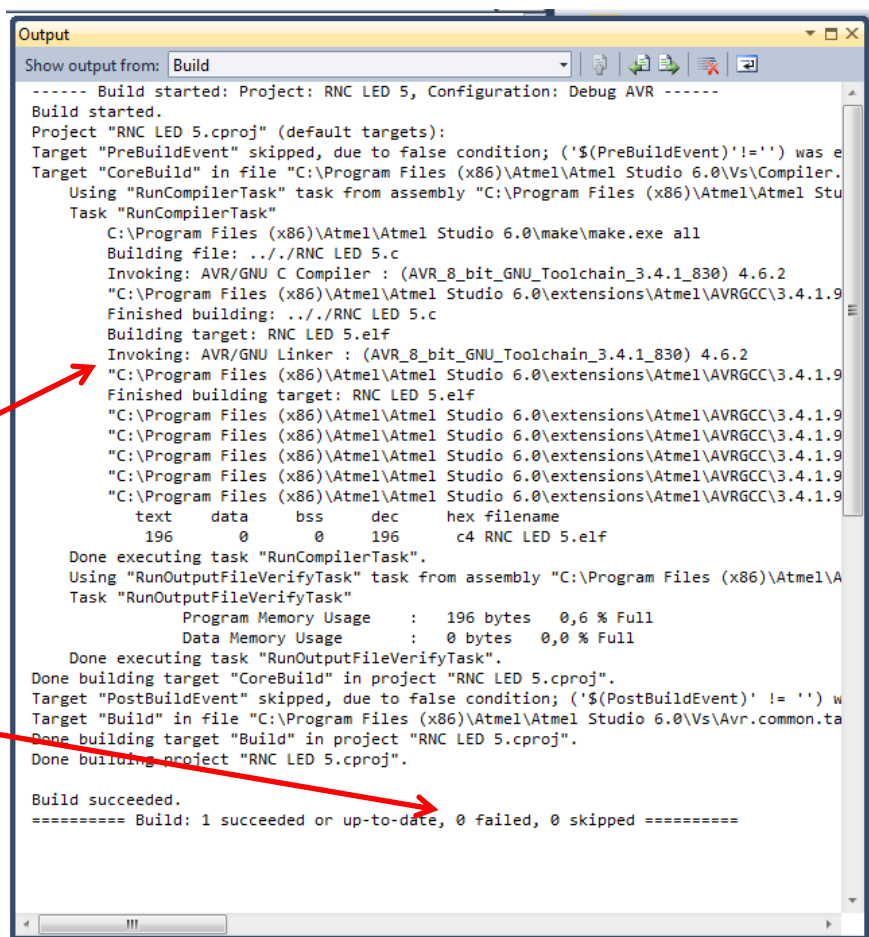 Output
Show output from: Build
------ Build started: Project: RNC LED 5, Configuration: Debug AVR ------
Build started.
Project "RNC LED 5.cproj" (default targets):
Target "PreBuildEvent" skipped, due to false condition; ('$(PreBuildEvent)'!='') was e
Target "CoreBuild" in file "C:\Program Files (x86)\Atmel\Atmel Studio 6.0\Vs\Compiler.
Using "RunCompilerTask" task from assembly "C:\Program Files (x86)\Atmel\Atmel Stu
Task "RunCompilerTask"
C:\Program Files (x86)\Atmel\Atmel Studio 6.0\make\make.exe all
Building file: .././RNC LED 5.c
Invoking: AVR/GNU C Compiler : (AVR_8_bit_GNU_Toolchain_3.4.1_830) 4.6.2
"C:\Program Files (x86)\Atmel\Atmel Studio 6.0\extensions\Atmel\AVRGCC\3.4.1.9
Finished building: .././RNC LED 5.c
Building target: RNC LED 5.elf
Invoking: AVR/GNU Linker : (AVR_8_bit_GNU_Toolchain_3.4.1_830) 4.6.2
"C:\Program Files (x86)\Atmel\Atmel Studio 6.0\extensions\Atmel\AVRGCC\3.4.1.9
Finished building target: RNC LED 5.elf
"C:\Program Files (x86)\Atmel\Atmel Studio 6.0\extensions\Atmel\AVRGCC\3.4.1.9
"C:\Program Files (x86)\Atmel\Atmel Studio 6.0\extensions\Atmel\AVRGCC\3.4.1.9
"C:\Program Files (x86)\Atmel\Atmel Studio 6.0\extensions\Atmel\AVRGCC\3.4.1.9
"C:\Program Files (x86)\Atmel\Atmel Studio 6.0\extensions\Atmel\AVRGCC\3.4.1.9
"C:\Program Files (x86)\Atmel\Atmel Studio 6.0\extensions\Atmel\AVRGCC\3.4.1.9
text data bss dec hex filename
196 0 0 196 c4 RNC LED 5.elf
Done executing task "RunCompilerTask".
Using "RunOutputFileVerifyTask" task from assembly "C:\Program Files (x86)\Atmel\A
Task "RunOutputFileVerifyTask"
Program Memory Usage : 196 bytes 0,6 % Full
Data Memory Usage : 0 bytes 0,0 % Full
Done executing task "RunOutputFileVerifyTask".
Done building target "CoreBuild" in project "RNC LED 5.cproj".
Target "PostBuildEvent" skipped, due to false condition; ('$(PostBuildEvent)' != '') w
Target "Build" in file "C:\Program Files (x86)\Atmel\Atmel Studio 6.0\Vs\Avr.common.ta
Done building target "Build" in project "RNC LED 5.cproj".
Done building project "RNC LED 5.cproj".
Build succeeded.
========== Build: 1 succeeded or up-to-date, 0 failed, 0 skipped ==========